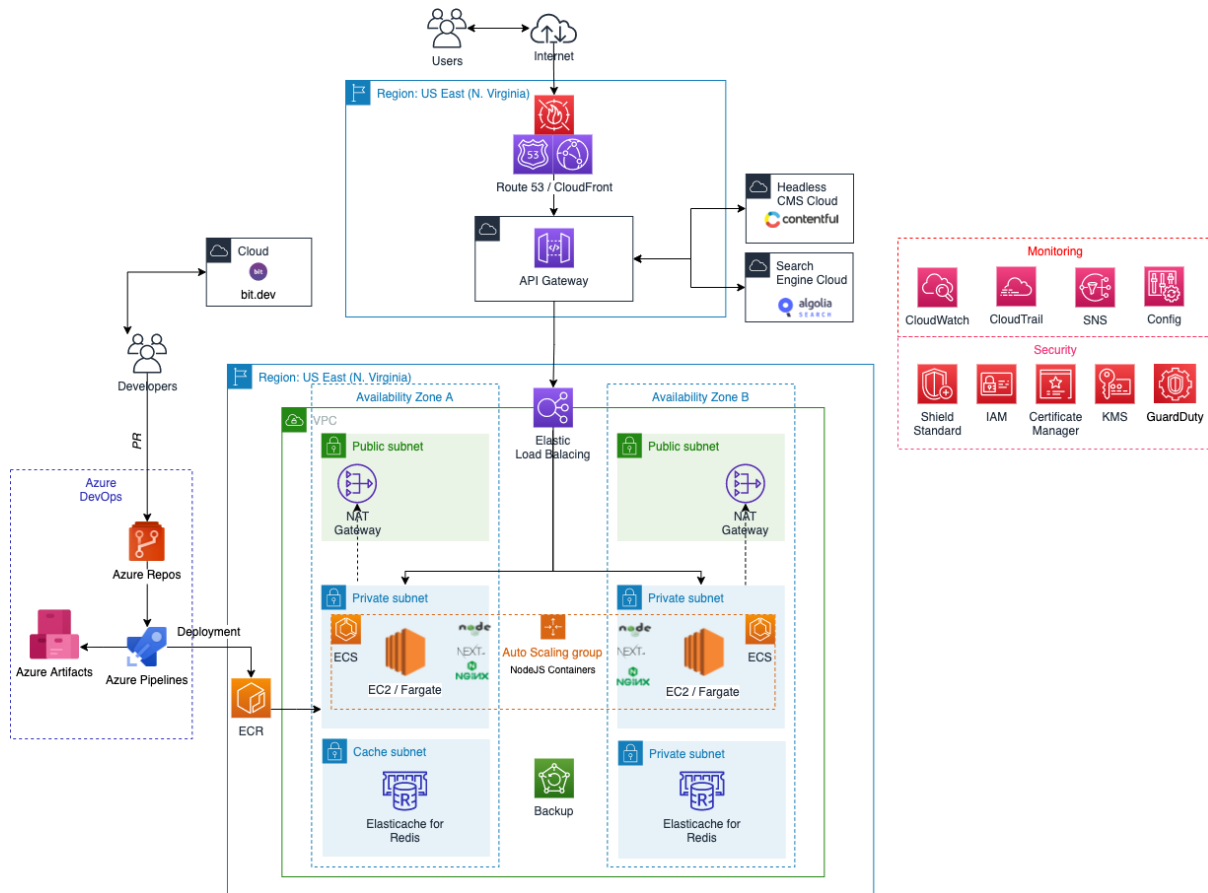 Users
Internet
Region: US East (N. Virginia)
53
Route 53 / CloudFront
API Gateway
Headless
CMS Cloud
contentful
Search
Engine Cloud
algolia
SEARCH
Cloud
bit
bit.dev
Developers
PR
Monitoring
CloudWatch
CloudTrail
SNS
Config
Security
Shield
Standard
IAM
Certificate
Manager
KMS
GuardDuty
Region: US East (N. Virginia)
Availability Zone A
Availability Zone B
VPC
Elastic
Load Balacing
Public subnet
NAT
Gateway
Public subnet
NAT
Gateway
Azure
DevOps
Azure Repos
Azure Artifacts
Azure Pipelines
Deployment
ECR
Private subnet
ECS
EC2 / Fargate
node
NEXT.
N
NGINX
Auto Scaling group
NodeJS Containers
Private subnet
node
NEXT.
N
NGINX
EC2 / Fargate
ECS
Cache subnet
R
Elasticache for
Redis
Backup
Private subnet
R
Elasticache for
Redis